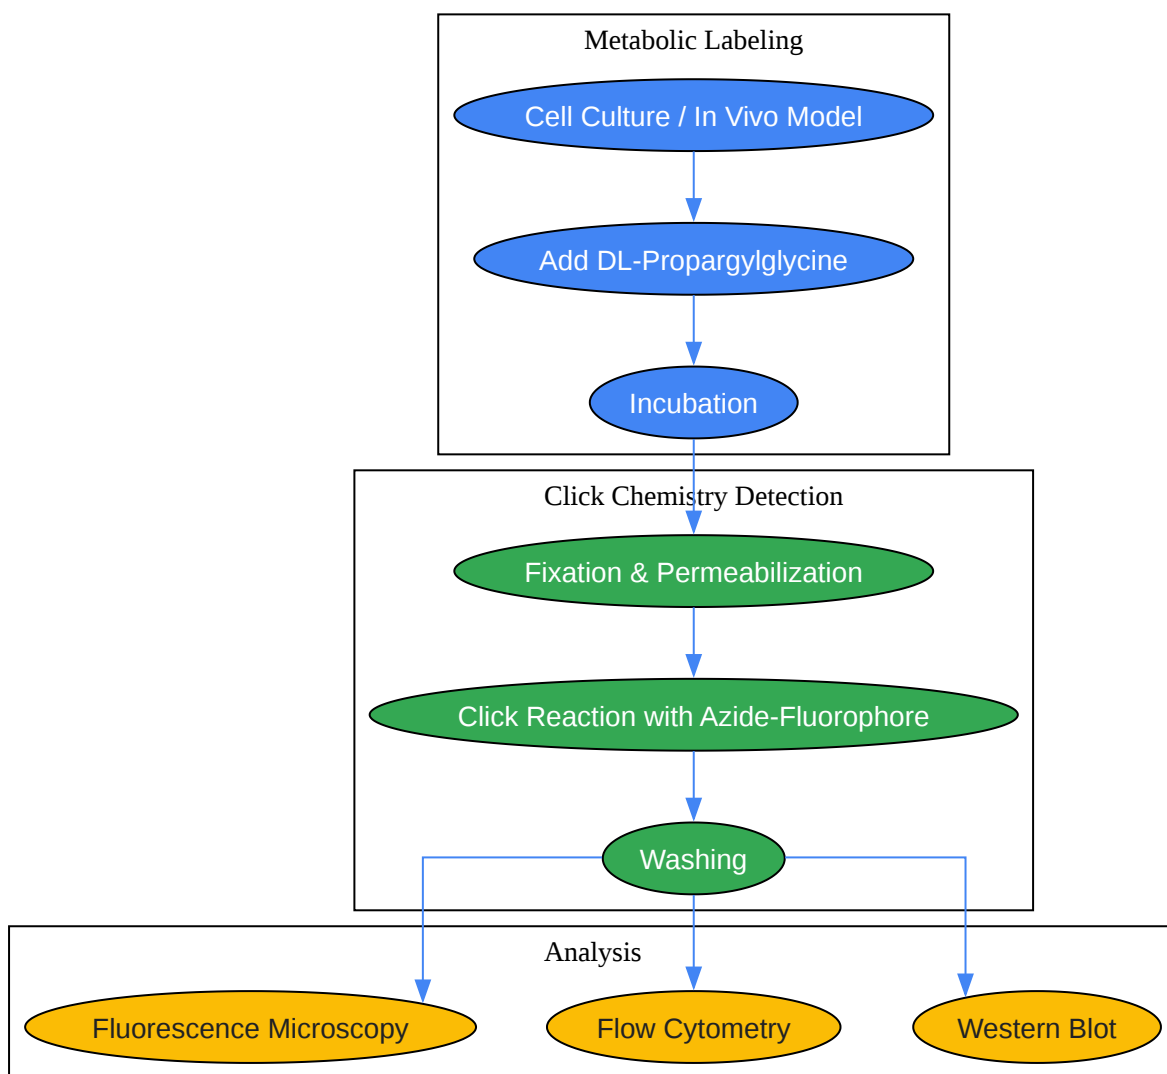 Metabolic Labeling
Cell Culture / In Vivo Model
Add DL-Propargylglycine
Incubation
Click Chemistry Detection
Fixation & Permeabilization
Click Reaction with Azide-Fluorophore
Washing
Analysis
Fluorescence Microscopy
Flow Cytometry
Western Blot